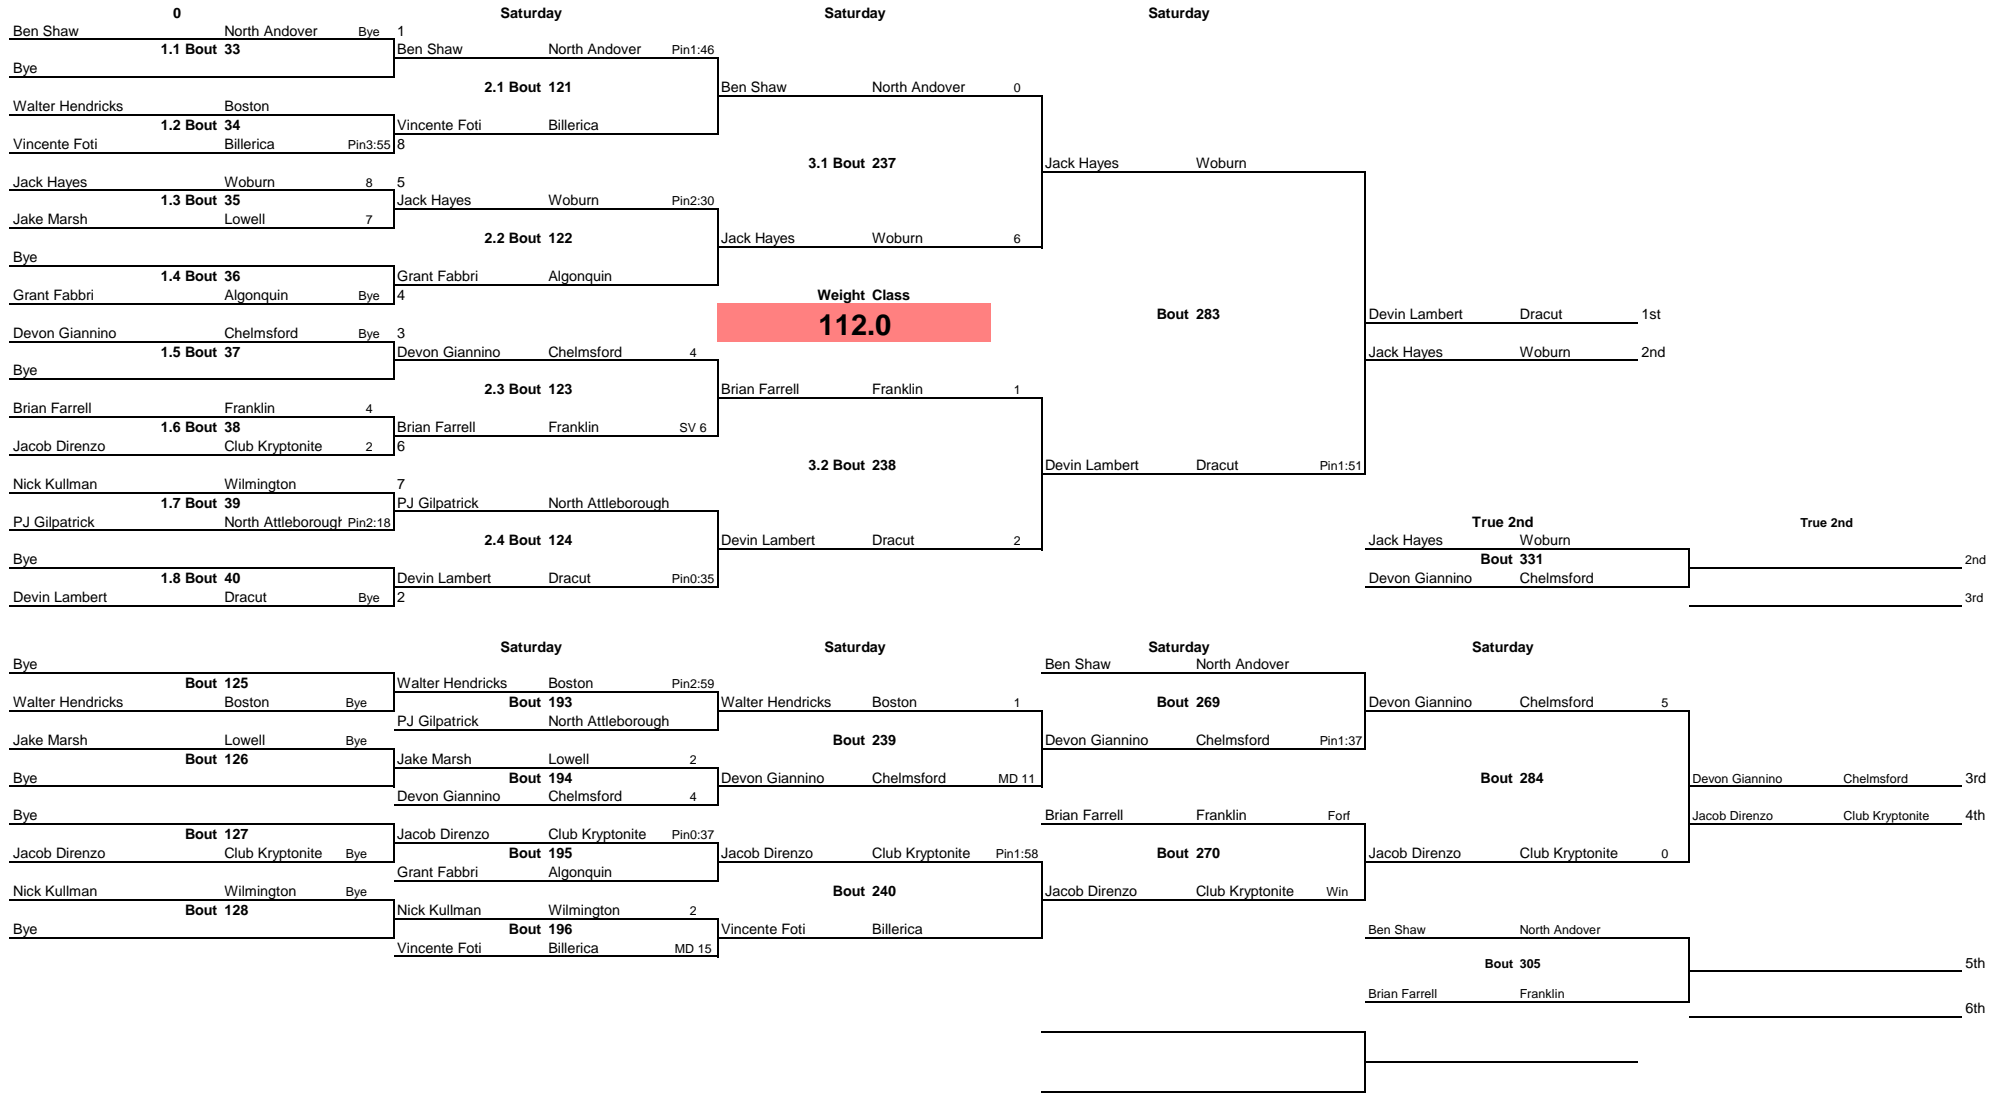 0 Saturday Saturday Saturday
Ben Shaw North Andover Bye 1
1.1 Bout 33 Ben Shaw North Andover Pin1:46
Bye
2.1 Bout 121 Ben Shaw North Andover 0
Walter Hendricks Boston
1.2 Bout 34 Vincente Foti Billerica
Vincente Foti Billerica Pin3:55 8
3.1 Bout 237 Jack Hayes Woburn
Jack Hayes Woburn 8 5
1.3 Bout 35 Jack Hayes Woburn Pin2:30
Jake Marsh Lowell 7
2.2 Bout 122 Jack Hayes Woburn 6
Bye
1.4 Bout 36 Grant Fabbri Algonquin
Grant Fabbri Algonquin Bye 4 Weight Class
Bout 283 Devin Lambert Dracut 1st
112.0
Devon Giannino Chelmsford Bye 3
1.5 Bout 37 Devon Giannino Chelmsford 4 Jack Hayes Woburn 2nd
Bye
2.3 Bout 123 Brian Farrell Franklin 1
Brian Farrell Franklin 4
1.6 Bout 38 Brian Farrell Franklin SV 6
Jacob Direnzo Club Kryptonite 2 6
3.2 Bout 238 Devin Lambert Dracut Pin1:51
Nick Kullman Wilmington 7
1.7 Bout 39 PJ Gilpatrick North Attleborough
PJ Gilpatrick North Attleborough Pin2:18 True 2nd True 2nd
2.4 Bout 124 Devin Lambert Dracut 2 Jack Hayes Woburn
Bye Bout 331 2nd
1.8 Bout 40 Devin Lambert Dracut Pin0:35 Devon Giannino Chelmsford
Devin Lambert Dracut Bye 2 3rd
Saturday Saturday Saturday Saturday
Bye Ben Shaw North Andover
Bout 125 Walter Hendricks Boston Pin2:59
Walter Hendricks Boston Bye Bout 193 Walter Hendricks Boston 1 Bout 269 Devon Giannino Chelmsford 5
PJ Gilpatrick North Attleborough
Jake Marsh Lowell Bye Bout 239 Devon Giannino Chelmsford Pin1:37
Bout 126 Jake Marsh Lowell 2
Bye Bout 194 Devon Giannino Chelmsford MD 11 Bout 284 Devon Giannino Chelmsford 3rd
Devon Giannino Chelmsford 4
Bye Brian Farrell Franklin Forf Jacob Direnzo Club Kryptonite 4th
Bout 127 Jacob Direnzo Club Kryptonite Pin0:37
Jacob Direnzo Club Kryptonite Bye Bout 195 Jacob Direnzo Club Kryptonite Pin1:58 Bout 270 Jacob Direnzo Club Kryptonite 0
Grant Fabbri Algonquin
Nick Kullman Wilmington Bye Bout 240 Jacob Direnzo Club Kryptonite Win
Bout 128 Nick Kullman Wilmington 2
Bye Bout 196 Vincente Foti Billerica Ben Shaw North Andover
Vincente Foti Billerica MD 15
Bout 305 5th
Brian Farrell Franklin
6th